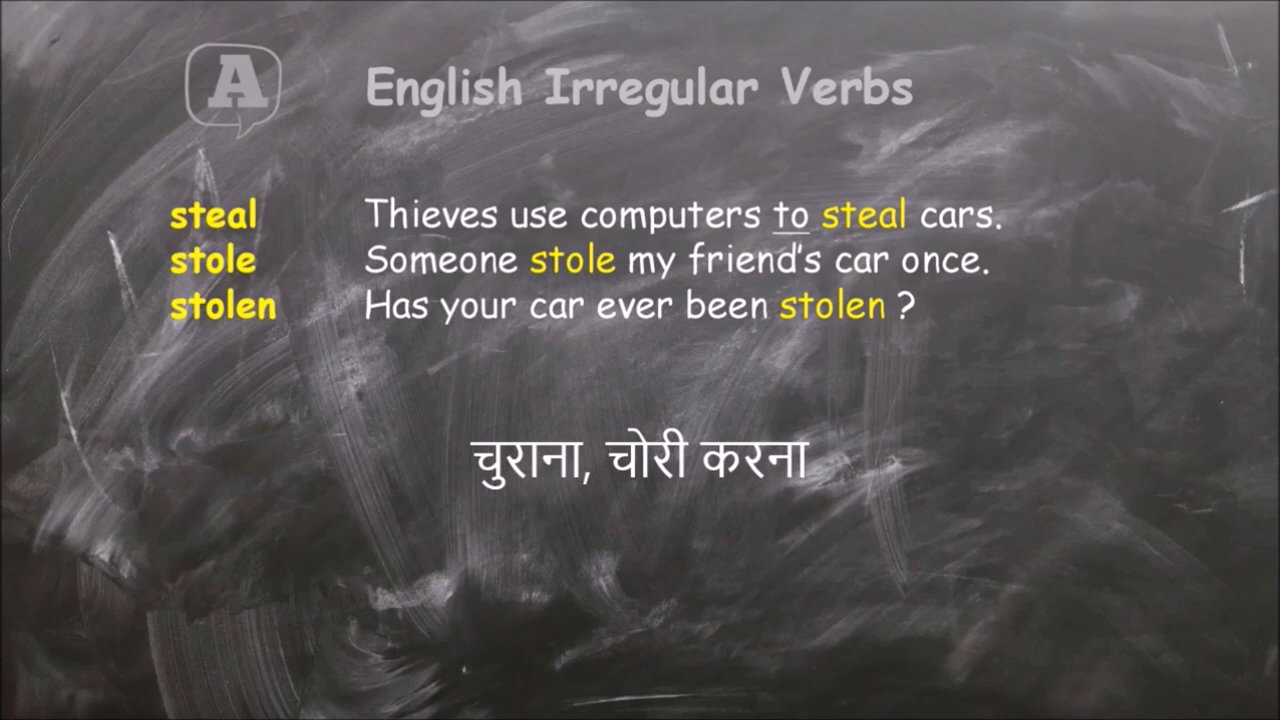 A English Irregular Verbs
steal Thieves use computers to steal cars.
stole Someone stole my friend's car once.
stolen Has your car ever been stolen ?
चुराना, चोरी करना